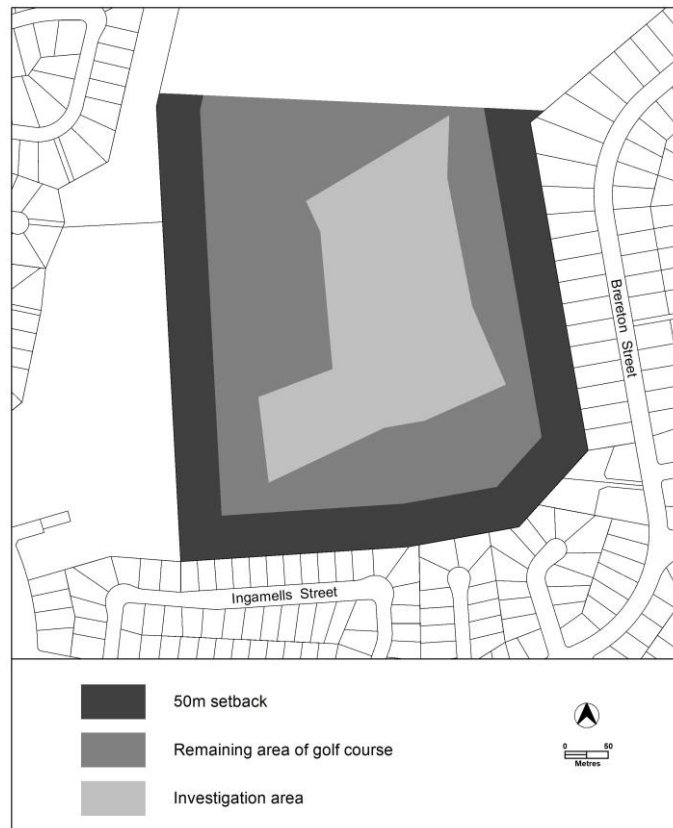 Brereton Street
Ingamells Street
50m setback
Remaining area of golf course
0 50
Metres
Investigation area